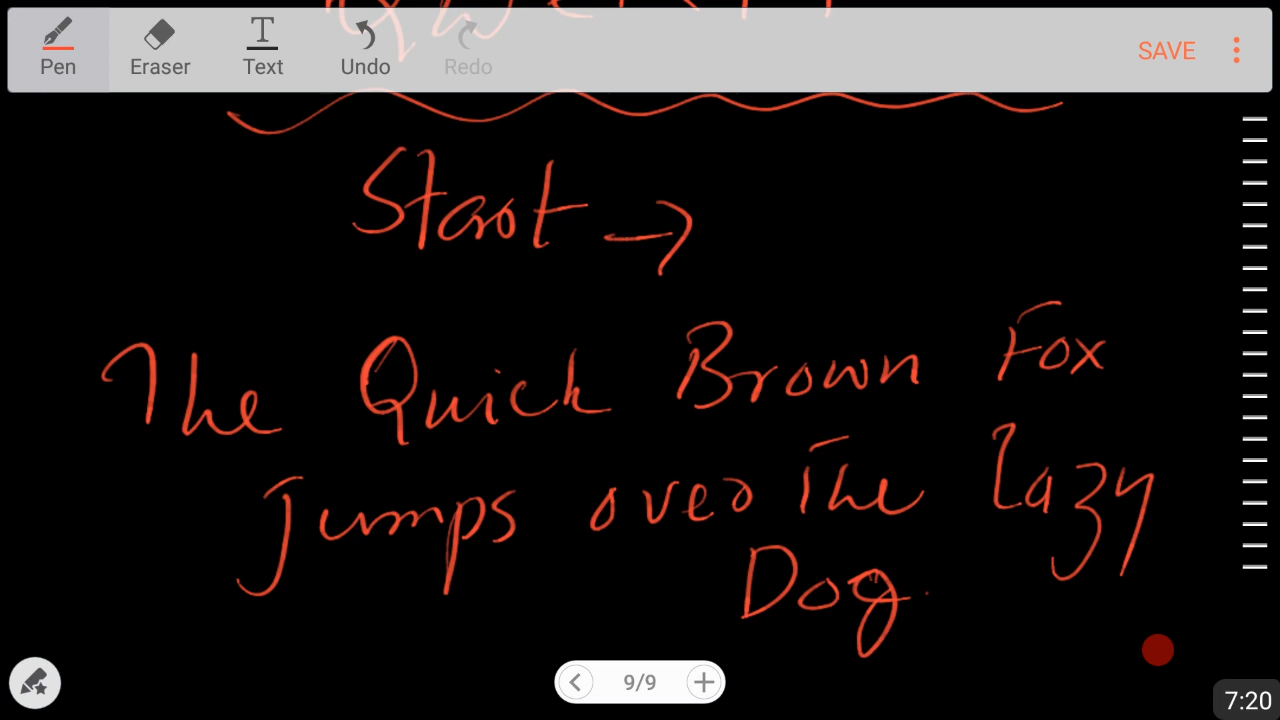 Pen Eraser Text Undo Redo SAVE
Start →
The Quick Brown Fox
Jumps over The Lazy
Dog.
9/9
7:20